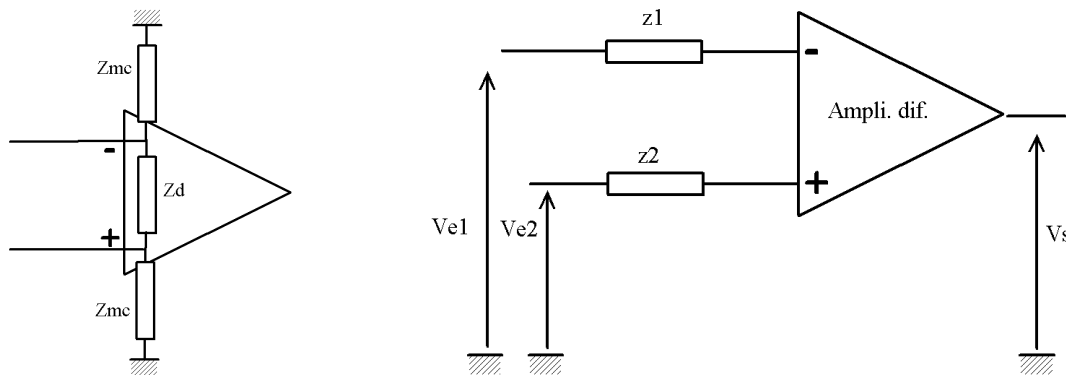 Zmc
-
Zd
+
Zmc
z1
-
Ampli. dif.
z2
+
Ve1
Ve2
Vs